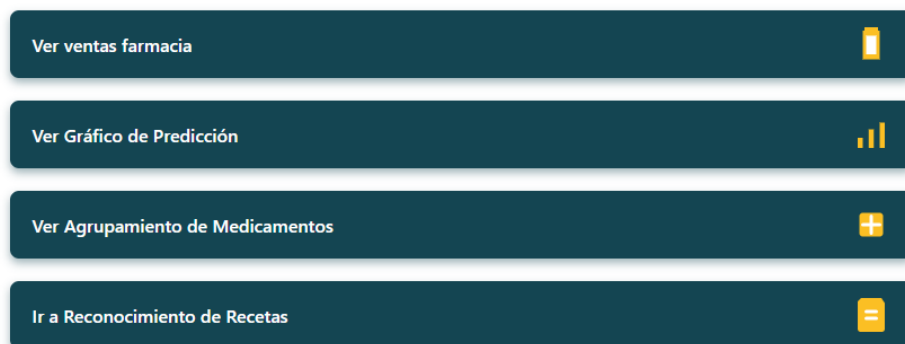 Ver ventas farmacia
Ver Gráfico de Predicción
Ver Agrupamiento de Medicamentos
Ir a Reconocimiento de Recetas